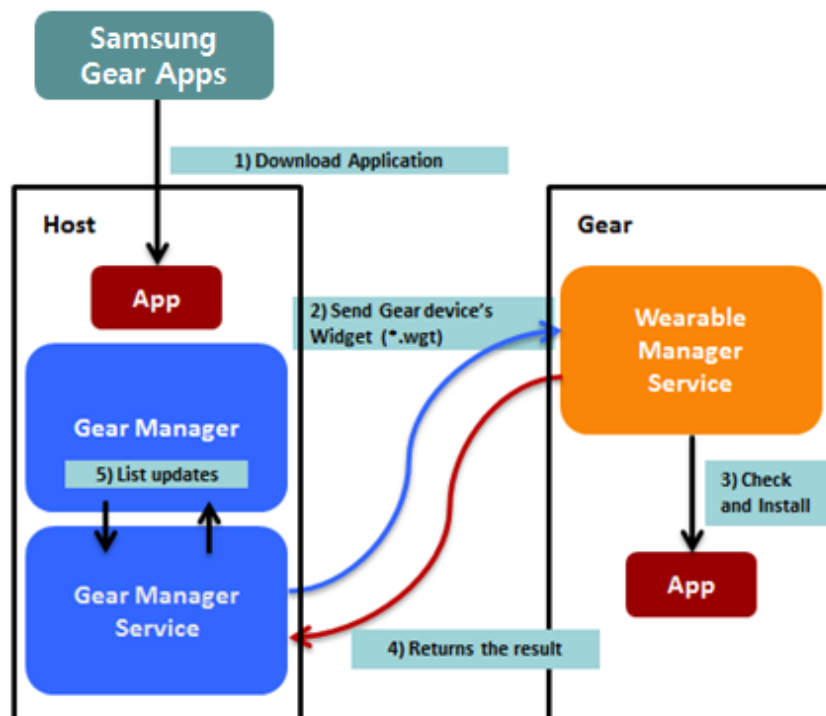 Samsung
Gear Apps
1) Download Application
Host
Gear
App
2) Send Gear device's
Widget (*.wgt)
Wearable
Manager
Service
Gear Manager
5) List updates
3) Check
and Install
Gear Manager
Service
App
4) Returns the result